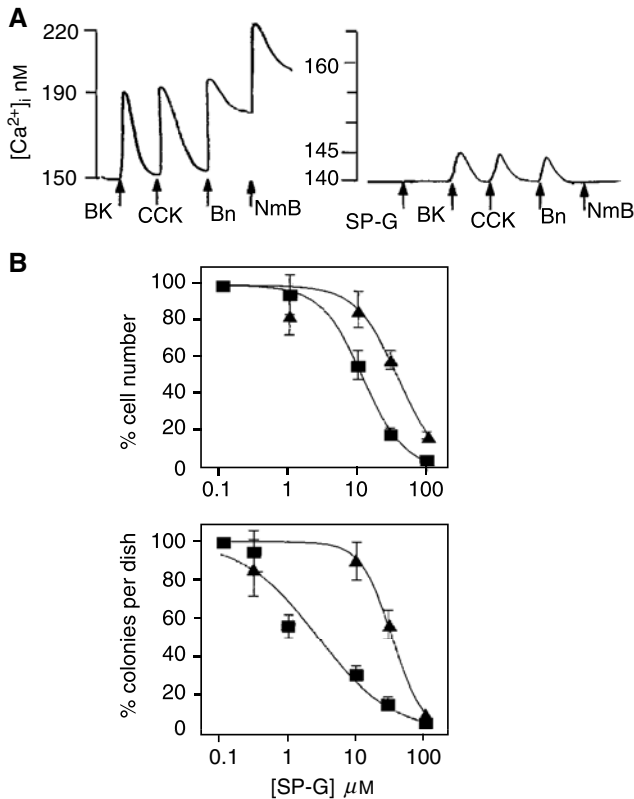 A
[Ca²⁺]ᵢ nM
220
190
150
BK CCK Bn NmB
160
145
140
SP-G BK CCK Bn NmB
B
% cell number
100
80
60
40
20
0
0.1 1 10 100
% colonies per dish
100
80
60
40
20
0
0.1 1 10 100
[SP-G] μM